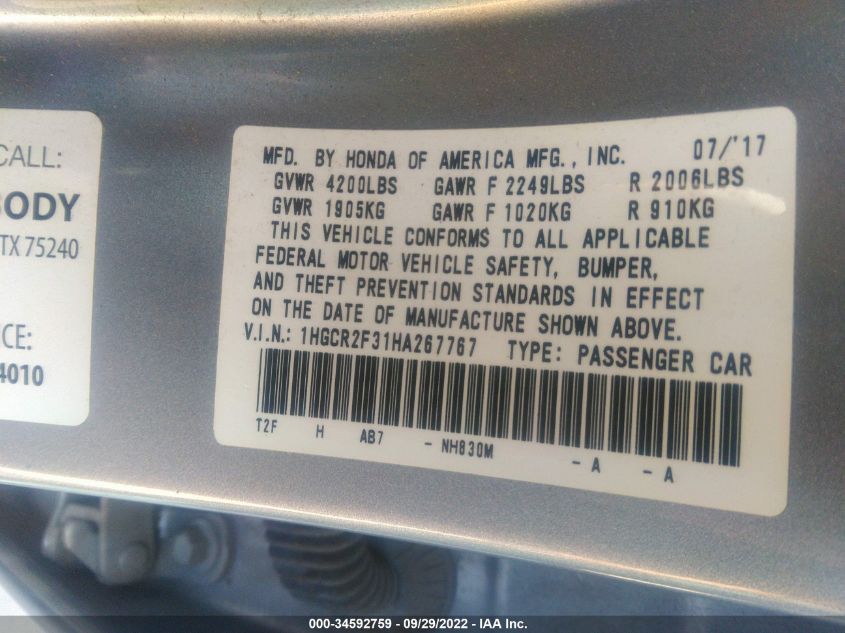 CALL:
BODY
TX 75240
CE:
4010
MFD. BY HONDA OF AMERICA MFG., INC. 07/'17
GVWR 4200LBS GAWR F 2249LBS R 2006LBS
GVWR 1905KG GAWR F 1020KG R 910KG
THIS VEHICLE CONFORMS TO ALL APPLICABLE
FEDERAL MOTOR VEHICLE SAFETY, BUMPER,
AND THEFT PREVENTION STANDARDS IN EFFECT
ON THE DATE OF MANUFACTURE SHOWN ABOVE.
V.I.N.: 1HGCR2F31HA267767 TYPE: PASSENGER CAR
T2F H AB7 - NH830M - A - A
000-34592759 - 09/29/2022 - IAA Inc.